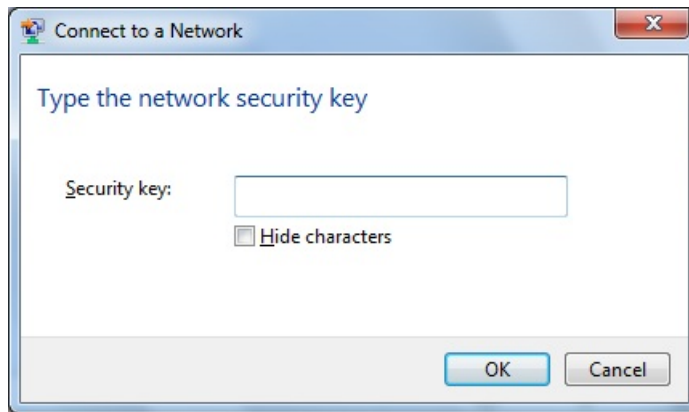 Connect to a Network
Type the network security key
Security key:
Hide characters
OK Cancel